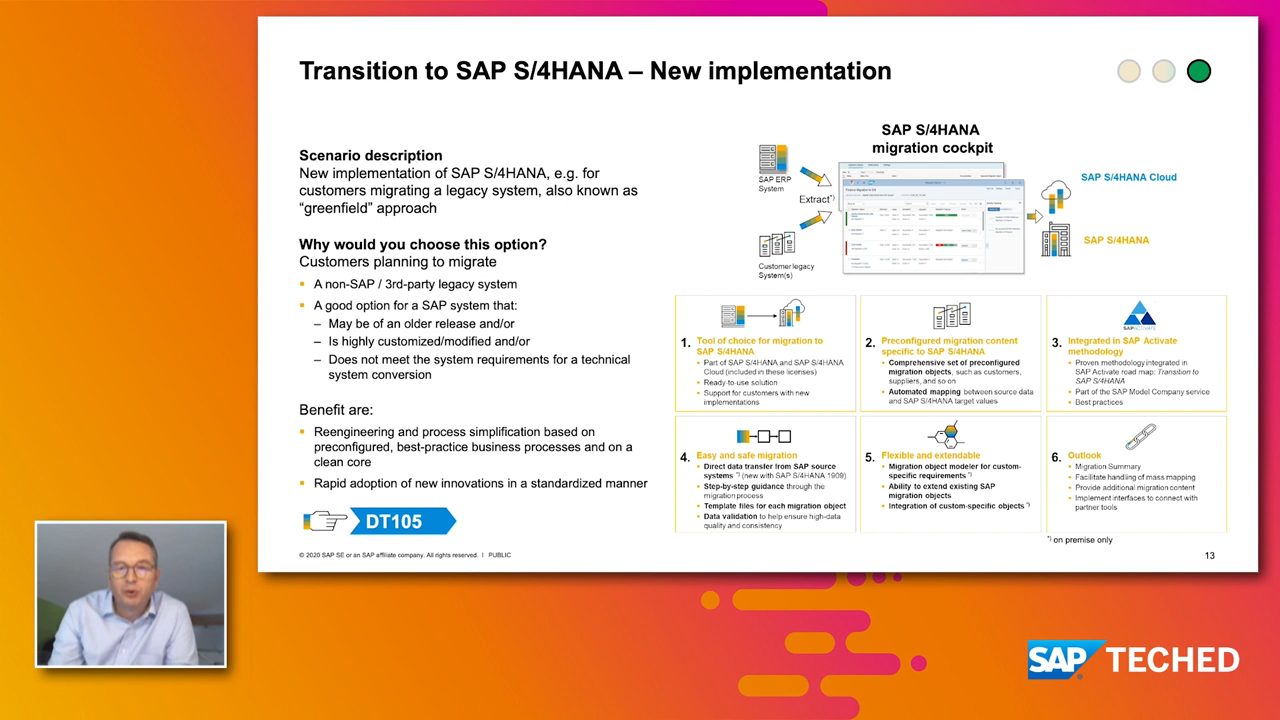 Transition to SAP S/4HANA – New implementation
Scenario description
New implementation of SAP S/4HANA, e.g. for
customers migrating a legacy system, also known as
“greenfield” approach
Why would you choose this option?
Customers planning to migrate
▪ A non-SAP / 3rd-party legacy system
▪ A good option for a SAP system that:
– May be of an older release and/or
– Is highly customized/modified and/or
– Does not meet the system requirements for a technical
system conversion
Benefit are:
▪ Reengineering and process simplification based on
preconfigured, best-practice business processes and on a
clean core
▪ Rapid adoption of new innovations in a standardized manner
DT105
SAP S/4HANA
migration cockpit
SAP ERP
System
Extract*)
Customer legacy
System(s)
SAP S/4HANA Cloud
SAP S/4HANA
1. Tool of choice for migration to
SAP S/4HANA
▪ Part of SAP S/4HANA and SAP S/4HANA
Cloud (included in these licenses)
▪ Ready-to-use solution
▪ Support for customers with new
implementations
2. Preconfigured migration content
specific to SAP S/4HANA
▪ Comprehensive set of preconfigured
migration objects, such as customers,
suppliers, and so on
▪ Automated mapping between source data
and SAP S/4HANA target values
SAP ACTIVATE
3. Integrated in SAP Activate
methodology
▪ Proven methodology integrated in
SAP Activate road map: Transition to
SAP S/4HANA
▪ Part of the SAP Model Company service
▪ Best practices
4. Easy and safe migration
▪ Direct data transfer from SAP source
systems *) (new with SAP S/4HANA 1909)
▪ Step-by-step guidance through the
migration process
▪ Template files for each migration object
▪ Data validation to help ensure high-data
quality and consistency
5. Flexible and extendable
▪ Migration object modeler for custom-
specific requirements *)
▪ Ability to extend existing SAP
migration objects
▪ Integration of custom-specific objects *)
6. Outlook
▪ Migration Summary
▪ Facilitate handling of mass mapping
▪ Provide additional migration content
▪ Implement interfaces to connect with
partner tools
*) on premise only
© 2020 SAP SE or an SAP affiliate company. All rights reserved. | PUBLIC
13
SAP TECHED